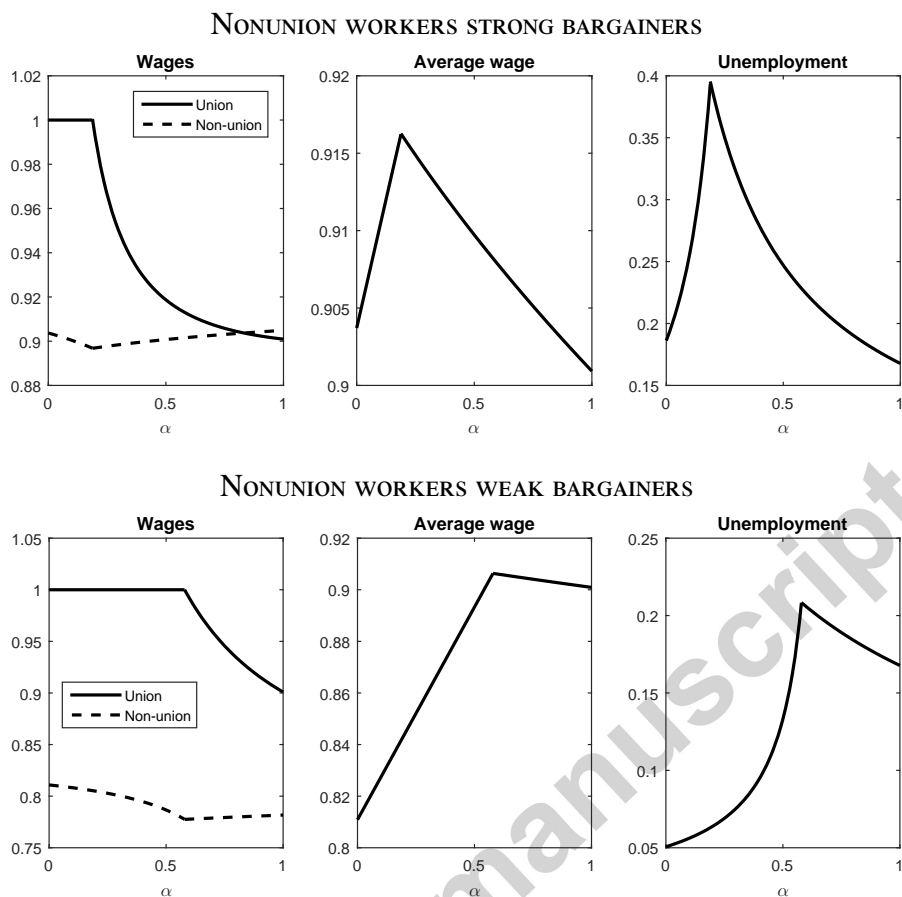 NONUNION WORKERS STRONG BARGAINERS
Wages
Average wage
Unemployment
1.02
1
0.98
0.96
0.94
0.92
0.9
0.88
Union
Non-union
0 0.5 1
α
0.92
0.915
0.91
0.905
0.9
0 0.5 1
α
0.4
0.35
0.3
0.25
0.2
0.15
0 0.5 1
α
NONUNION WORKERS WEAK BARGAINERS
Wages
Average wage
Unemployment
1.05
1
0.95
0.9
0.85
0.8
0.75
Union
Non-union
0 0.5 1
α
0.92
0.9
0.88
0.86
0.84
0.82
0.8
0 0.5 1
α
0.25
0.2
0.15
0.1
0.05
0 0.5 1
α
manuscript